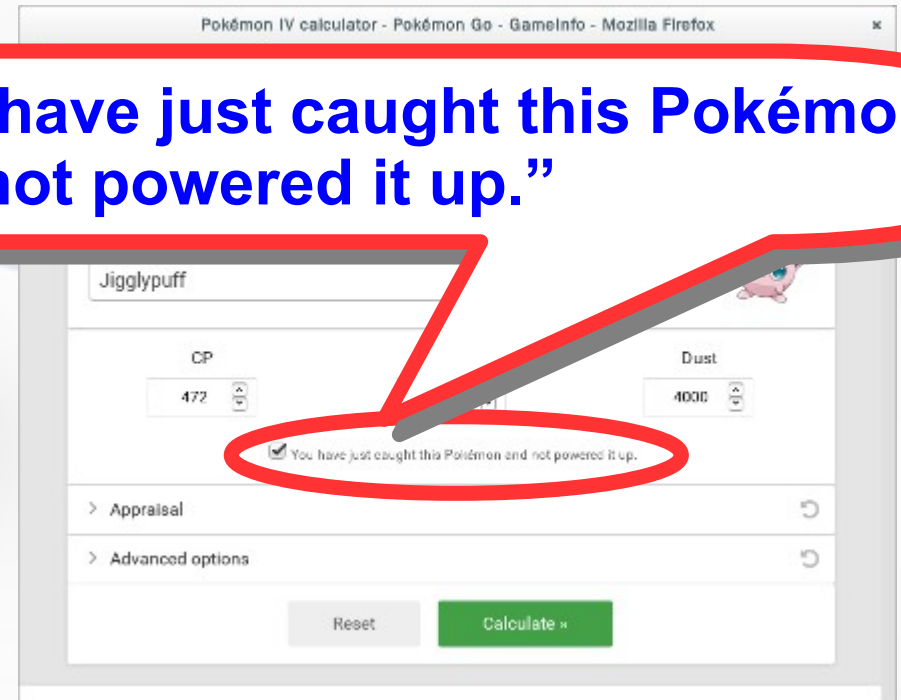 Pokémon IV calculator - Pokémon Go - GameInfo - Mozilla Firefox
have just caught this Pokémo
not powered it up.”
Jigglypuff
CP
Dust
472
4000
You have just caught this Pokémon and not powered it up.
> Appraisal
> Advanced options
Reset
Calculate »